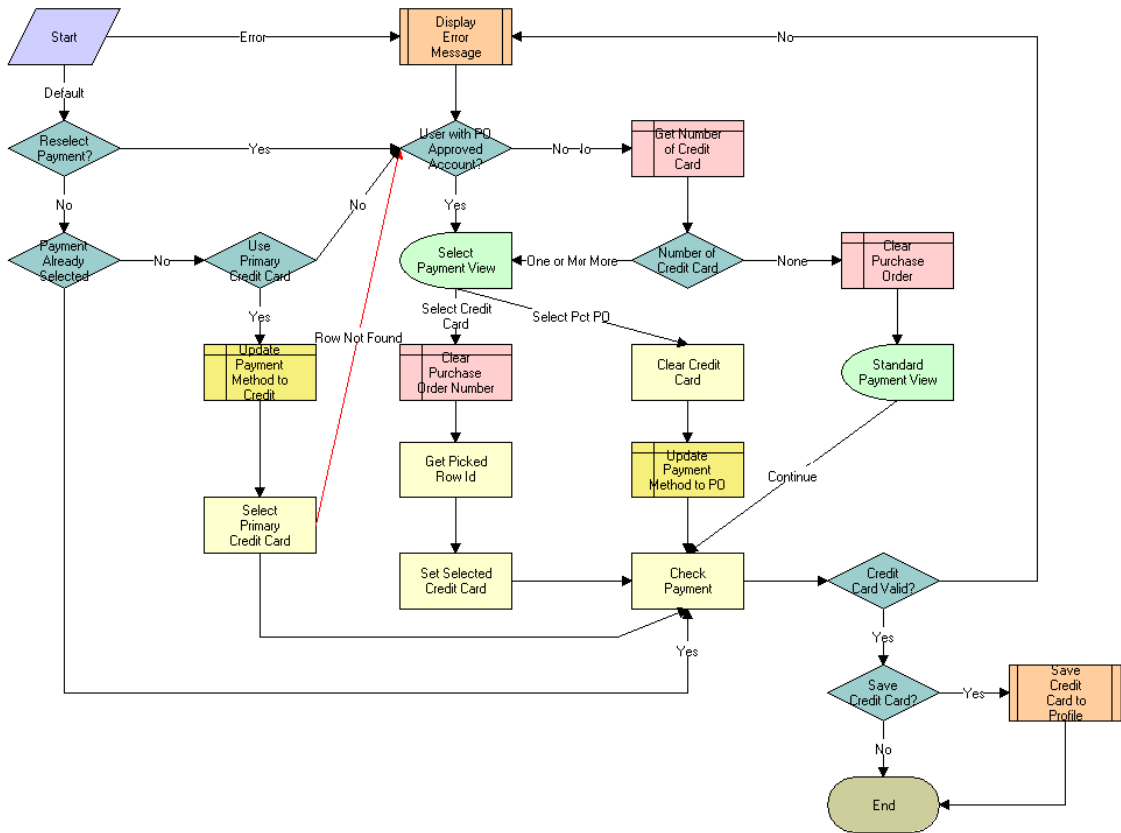 Start
Error
Display
Error
Message
No
Default
Reselect
Payment?
Yes
User with PO
Approved
Account?
No
No
Get Number
of Credit
Card
No
No
Yes
Payment
Already
Selected
No
Use
Primary
Credit Card
Select
Payment View
One or Mor More
Number of
Credit Card
None
Clear
Purchase
Order
Yes
Select Credit
Card
Select Pct PO
Row Not Found
Update
Payment
Method to
Credit
Clear
Purchase
Order Number
Clear Credit
Card
Standard
Payment View
Get Picked
Row Id
Update
Payment
Method to PO
Continue
Select
Primary
Credit Card
Set Selected
Credit Card
Check
Payment
Credit
Card Valid?
Yes
Yes
Save
Credit Card?
Yes
Save
Credit
Card to
Profile
No
End